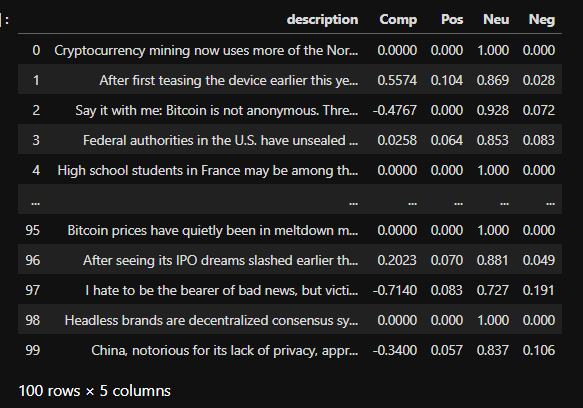 ]:
description Comp Pos Neu Neg
0 Cryptocurrency mining now uses more of the Nor... 0.0000 0.000 1.000 0.000
1 After first teasing the device earlier this ye... 0.5574 0.104 0.869 0.028
2 Say it with me: Bitcoin is not anonymous. Thre... -0.4767 0.000 0.928 0.072
3 Federal authorities in the U.S. have unsealed ... 0.0258 0.064 0.853 0.083
4 High school students in France may be among th... 0.0000 0.000 1.000 0.000
... ... ... ... ... ...
95 Bitcoin prices have quietly been in meltdown m... 0.0000 0.000 1.000 0.000
96 After seeing its IPO dreams slashed earlier th... 0.2023 0.070 0.881 0.049
97 I hate to be the bearer of bad news, but victi... -0.7140 0.083 0.727 0.191
98 Headless brands are decentralized consensus sy... 0.0000 0.000 1.000 0.000
99 China, notorious for its lack of privacy, appr... -0.3400 0.057 0.837 0.106
100 rows × 5 columns